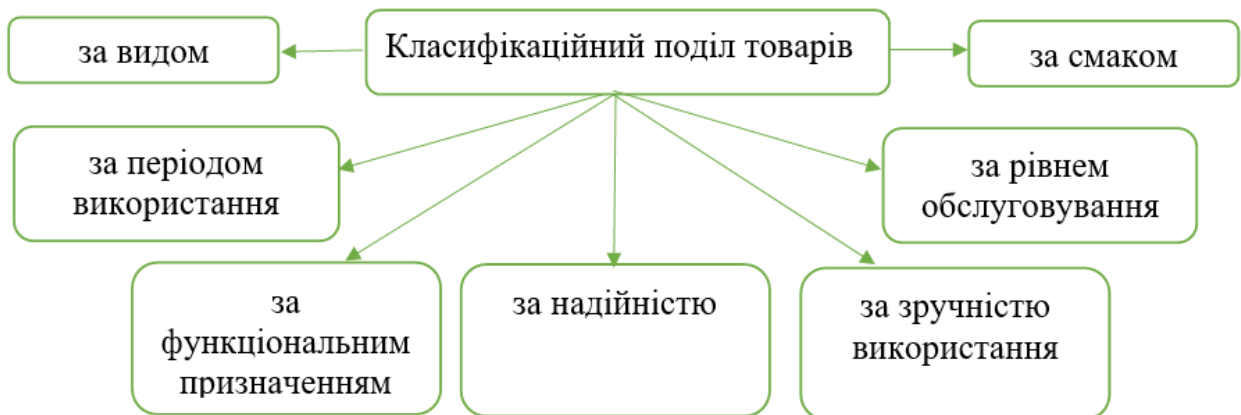 Класифікаційний поділ товарів
за видом
за смаком
за періодом
використання
за рівнем
обслуговування
за
функціональним
призначенням
за надійністю
за зручністю
використання